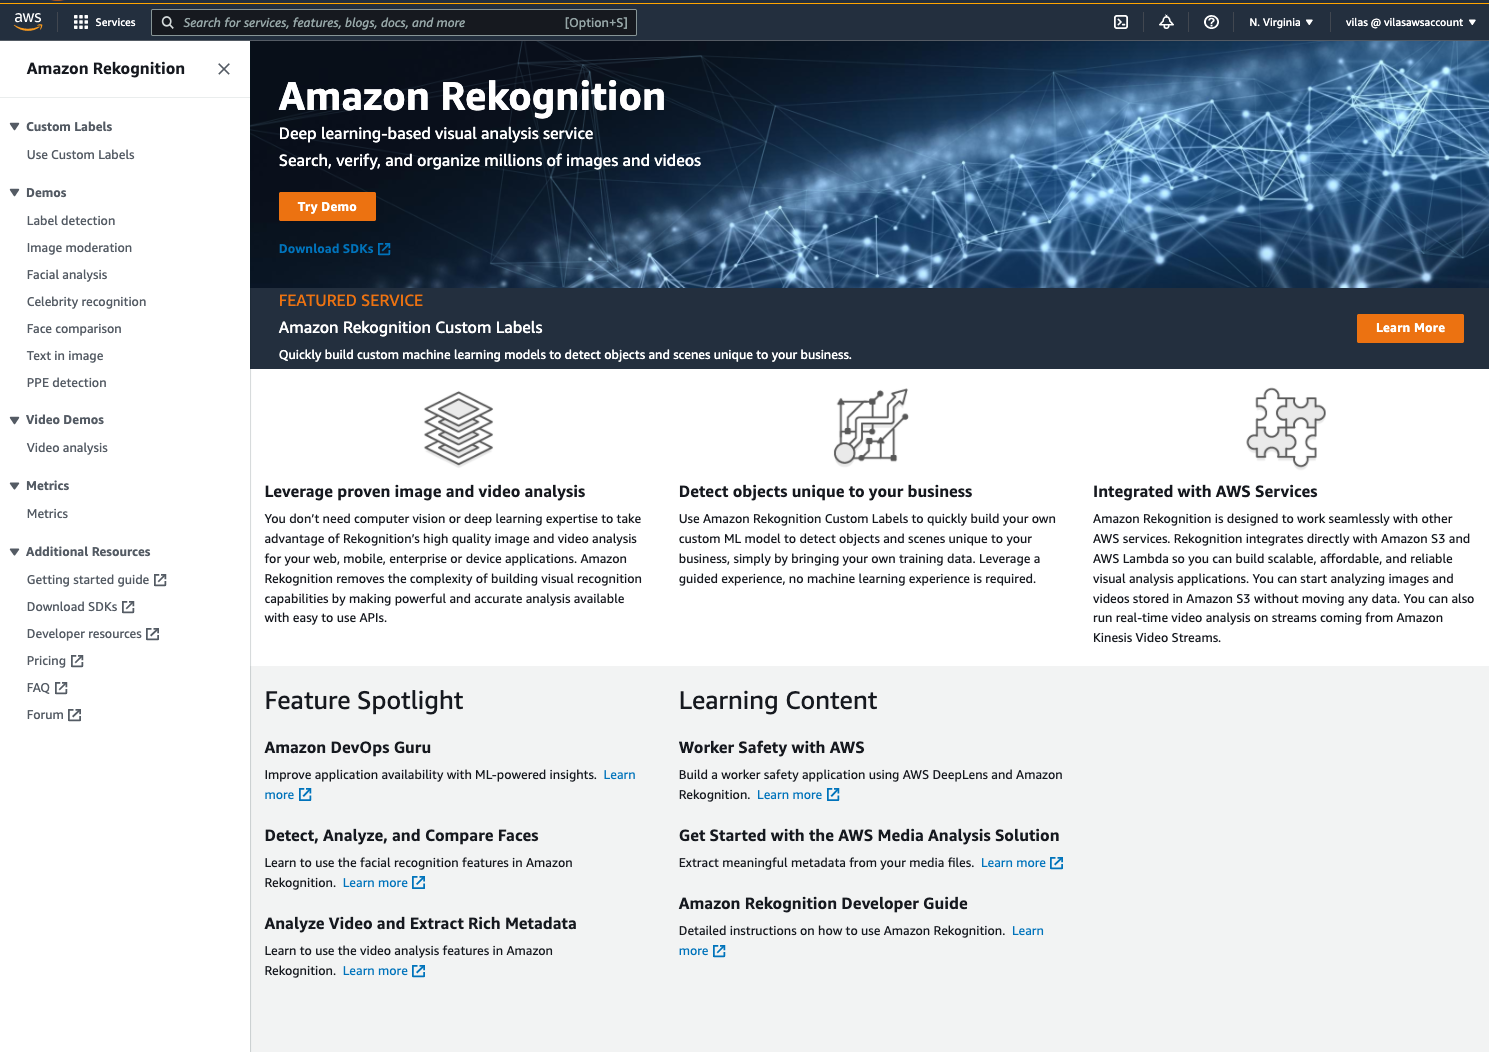 aws
Services
Search for services, features, blogs, docs, and more
[Option+S]
N. Virginia
vilas @ vilasawsaccount
Amazon Rekognition
Custom Labels
Use Custom Labels
Demos
Label detection
Image moderation
Facial analysis
Celebrity recognition
Face comparison
Text in image
PPE detection
Video Demos
Video analysis
Metrics
Metrics
Additional Resources
Getting started guide
Download SDKs
Developer resources
Pricing
FAQ
Forum
Amazon Rekognition
Deep learning-based visual analysis service
Search, verify, and organize millions of images and videos
Try Demo
Download SDKs
FEATURED SERVICE
Amazon Rekognition Custom Labels
Quickly build custom machine learning models to detect objects and scenes unique to your business.
Learn More
Leverage proven image and video analysis
You don’t need computer vision or deep learning expertise to take
advantage of Rekognition’s high quality image and video analysis
for your web, mobile, enterprise or device applications. Amazon
Rekognition removes the complexity of building visual recognition
capabilities by making powerful and accurate analysis available
with easy to use APIs.
Detect objects unique to your business
Use Amazon Rekognition Custom Labels to quickly build your own
custom ML model to detect objects and scenes unique to your
business, simply by bringing your own training data. Leverage a
guided experience, no machine learning experience is required.
Integrated with AWS Services
Amazon Rekognition is designed to work seamlessly with other
AWS services. Rekognition integrates directly with Amazon S3 and
AWS Lambda so you can build scalable, affordable, and reliable
visual analysis applications. You can start analyzing images and
videos stored in Amazon S3 without moving any data. You can also
run real-time video analysis on streams coming from Amazon
Kinesis Video Streams.
Feature Spotlight
Amazon DevOps Guru
Improve application availability with ML-powered insights. Learn
more
Detect, Analyze, and Compare Faces
Learn to use the facial recognition features in Amazon
Rekognition. Learn more
Analyze Video and Extract Rich Metadata
Learn to use the video analysis features in Amazon
Rekognition. Learn more
Learning Content
Worker Safety with AWS
Build a worker safety application using AWS DeepLens and Amazon
Rekognition. Learn more
Get Started with the AWS Media Analysis Solution
Extract meaningful metadata from your media files. Learn more
Amazon Rekognition Developer Guide
Detailed instructions on how to use Amazon Rekognition. Learn
more